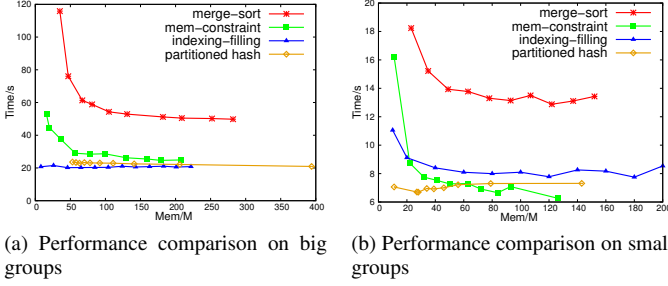 120
100
80
60
40
20
0
Time/s
0 50 100 150 200 250 300 350 400
Mem/M
merge-sort
mem-constraint
indexing-filling
partitioned hash
20
18
16
14
12
10
8
6
Time/s
0 20 40 60 80 100 120 140 160 180 200
Mem/M
merge-sort
mem-constraint
indexing-filling
partitioned hash
(a) Performance comparison on big
groups
(b) Performance comparison on small
groups